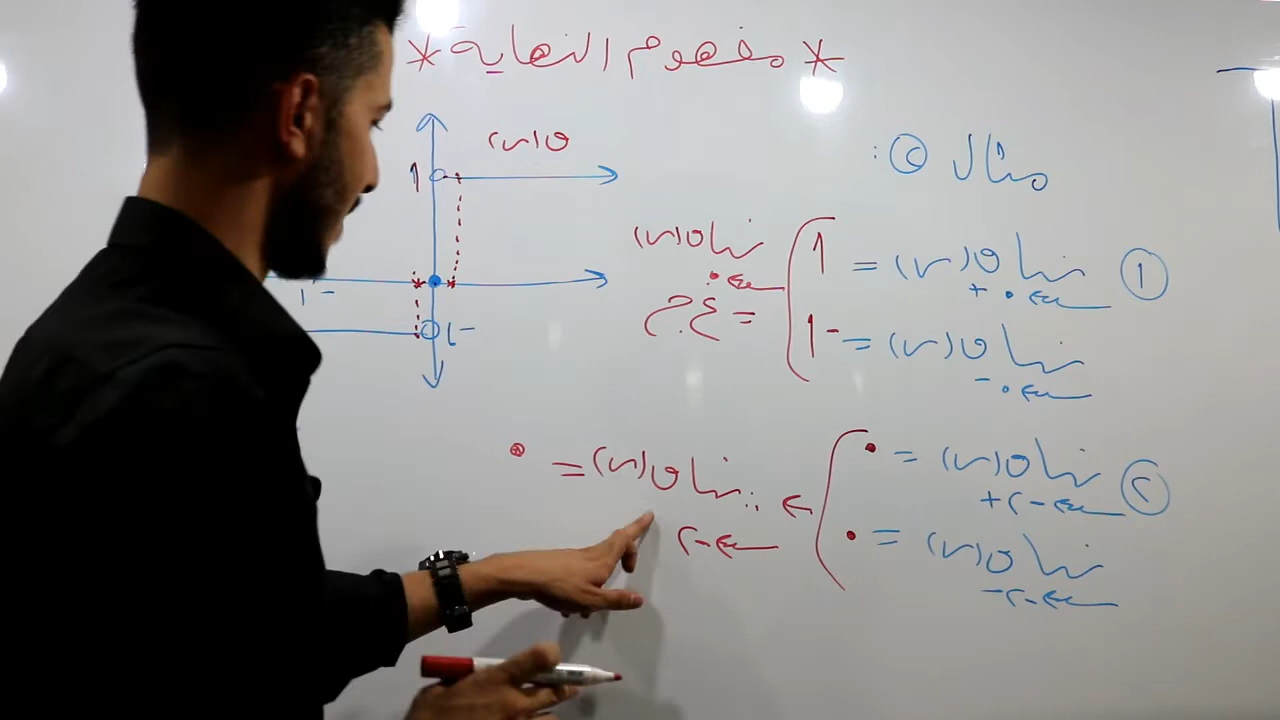 * مفهوم النهاية *
مثال ٢ :
١ نهـا ق(س) = ١
س←٠+
نهـا ق(س) = -١
س←٠-
نهـا ق(س)
س←٠
= غ.ج
٢ نهـا ق(س) = ٠
س←-٢+
نهـا ق(س) = ٠
س←-٢-
← ∴ نهـا ق(س) = ٠
س←-٢
ق(س)
١
-١